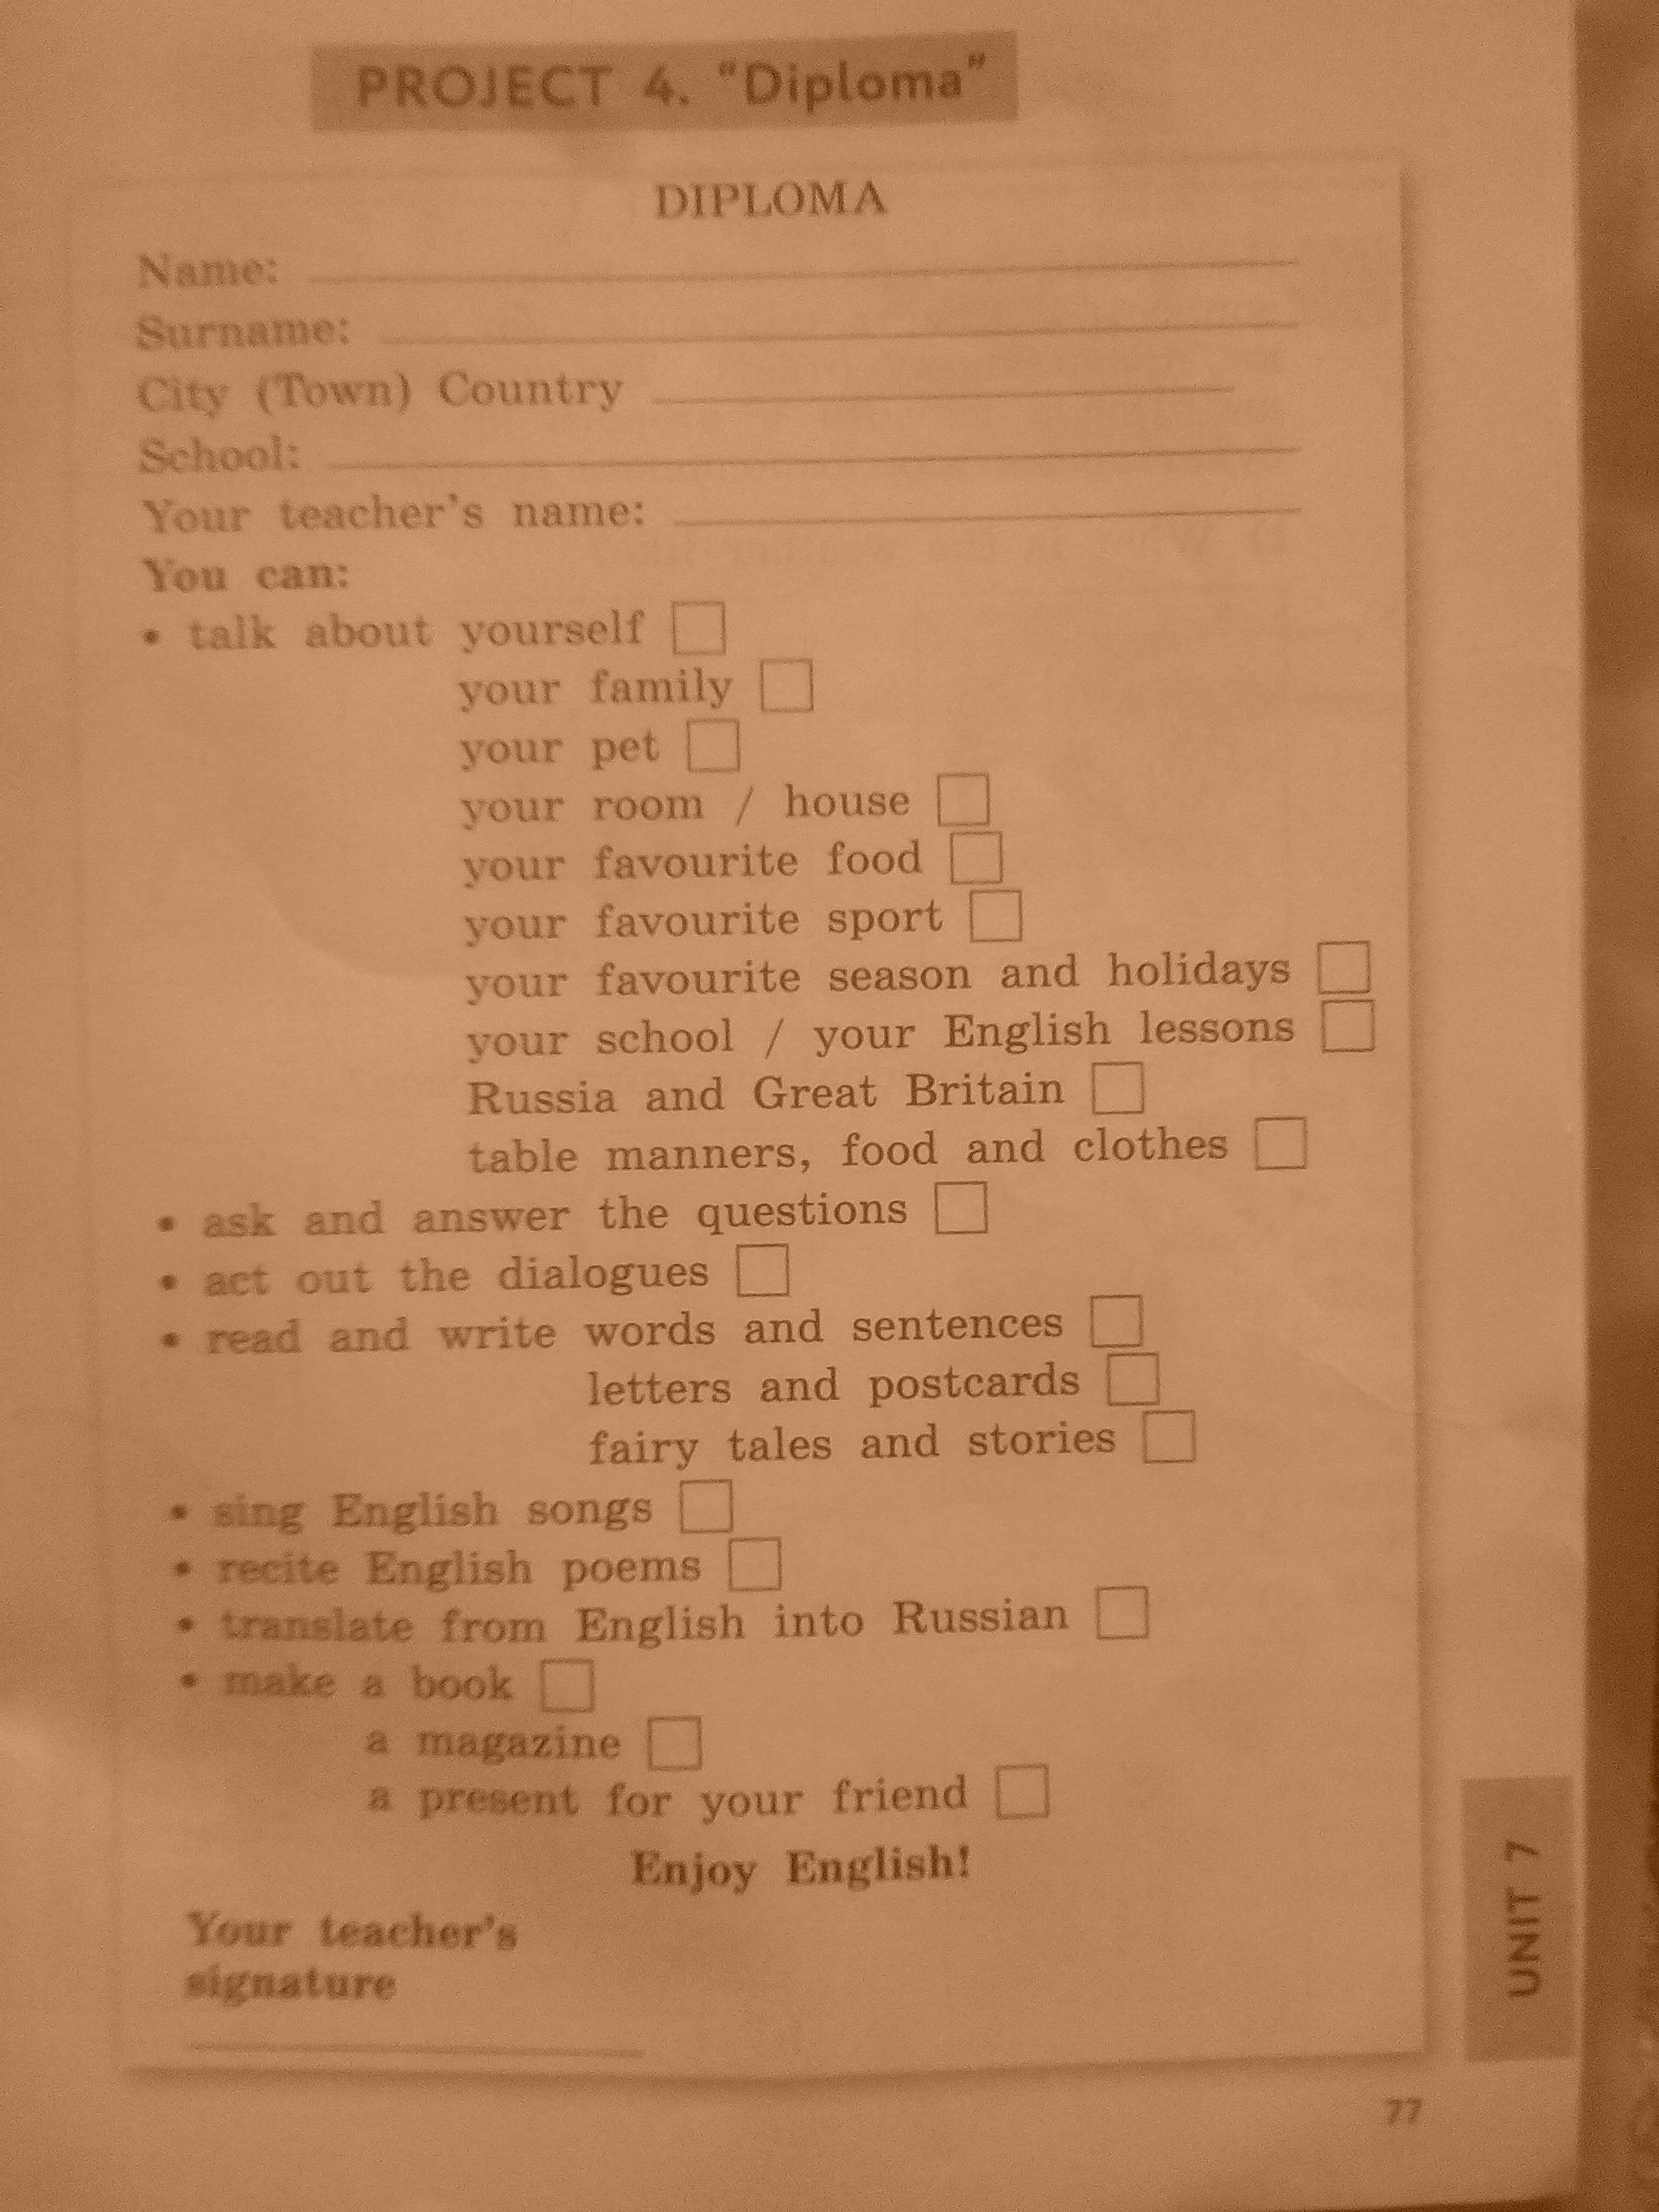 PROJECT 4. "Diploma"
DIPLOMA
Name:
Surname:
City (Town) Country
School:
Your teacher's name:
You can:
• talk about yourself
your family
your pet
your room / house
your favourite food
your favourite sport
your favourite season and holidays
your school / your English lessons
Russia and Great Britain
table manners, food and clothes
• ask and answer the questions
• act out the dialogues
• read and write words and sentences
letters and postcards
fairy tales and stories
• sing English songs
• recite English poems
• translate from English into Russian
• make a book
a magazine
a present for your friend
Enjoy English!
Your teacher's
signature
UNIT 7
77